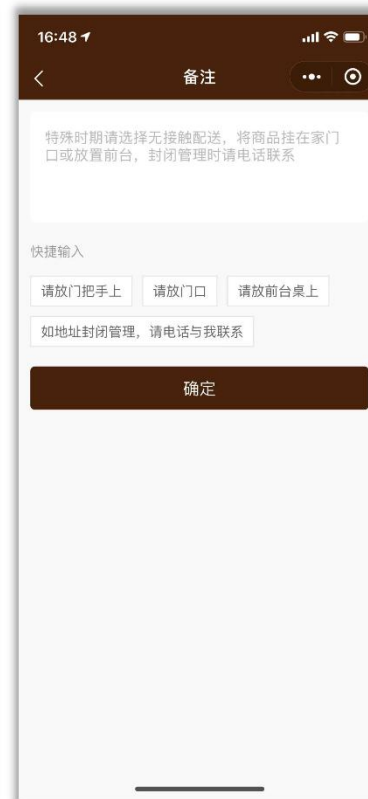 16:48
备注
特殊时期请选择无接触配送，将商品挂在家门
口或放置前台，封闭管理时请电话联系
快捷输入
请放门把手上 请放门口 请放前台桌上
如地址封闭管理，请电话与我联系
确定